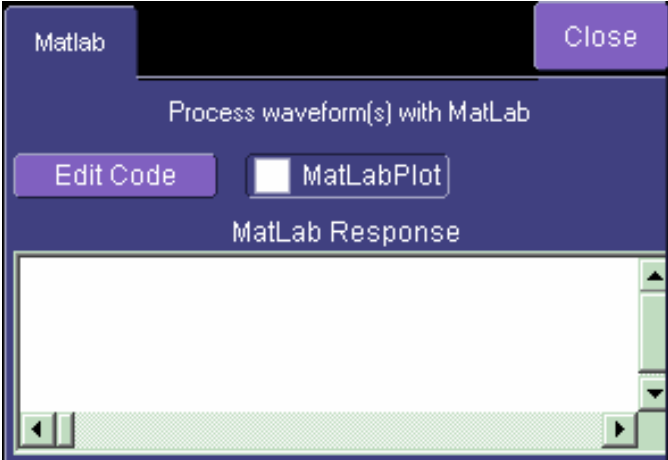 Matlab
Close
Process waveform(s) with MatLab
Edit Code
MatLabPlot
MatLab Response